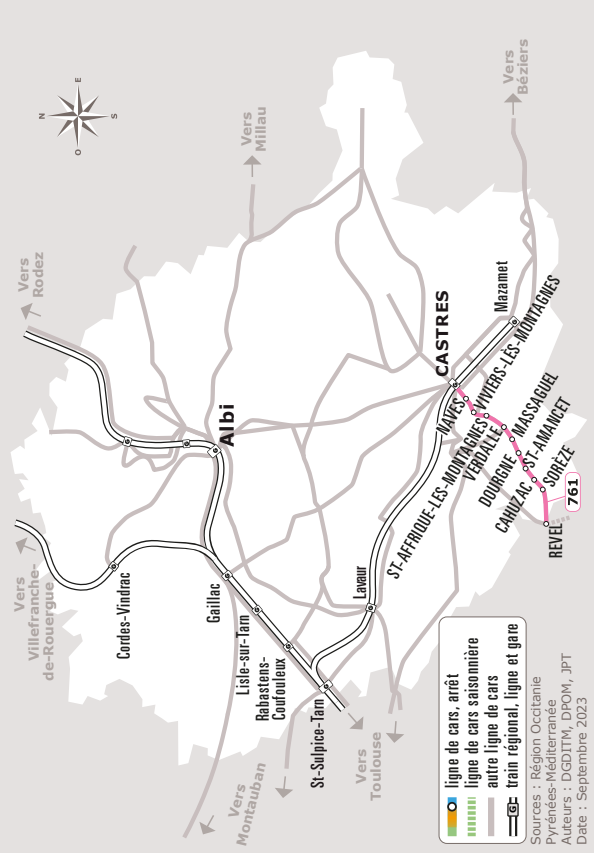 N
E
S
O
Vers
Rodez
Vers
Millau
Vers
Béziers
Vers
Villefranche-
de-Rouergue
Cordes-Vindrac
Albi
Gaillac
Lisle-sur-Tarn
Rabastens-
Coufouleux
St-Sulpice-Tarn
Vers
Montauban
Vers
Toulouse
Lavaur
CASTRES
Mazamet
NAVES
VIVIERS-LÈS-MONTAGNES
ST-AFFRIQUE-LES-MONTAGNES
VERDALLE
MASSAGUEL
DOURGNE
ST-AMANCET
CAHUZAC
SORÈZE
REVEL
761
ligne de cars, arrêt
ligne de cars saisonnière
autre ligne de cars
G train régional, ligne et gare
Sources : Région Occitanie
Pyrénées-Méditerranée
Auteurs : DGDITM, DPOM, JPT
Date : Septembre 2023